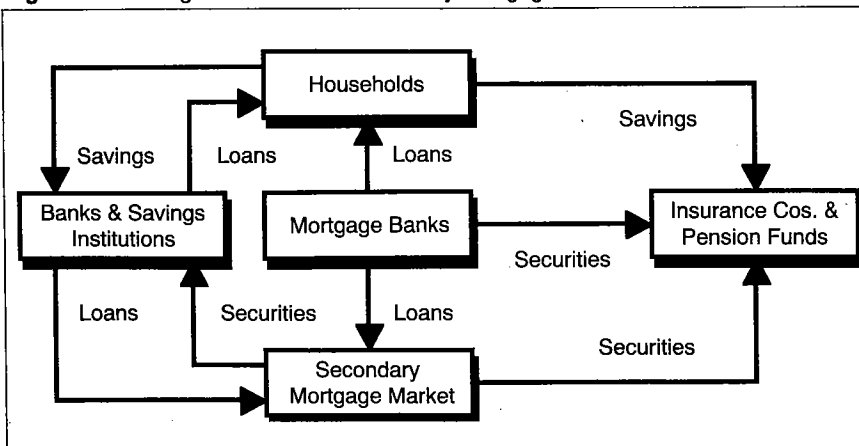 Households
Savings
Savings
Loans
Loans
Banks & Savings
Institutions
Mortgage Banks
Insurance Cos. &
Pension Funds
Securities
Loans
Securities
Loans
Securities
Secondary
Mortgage Market